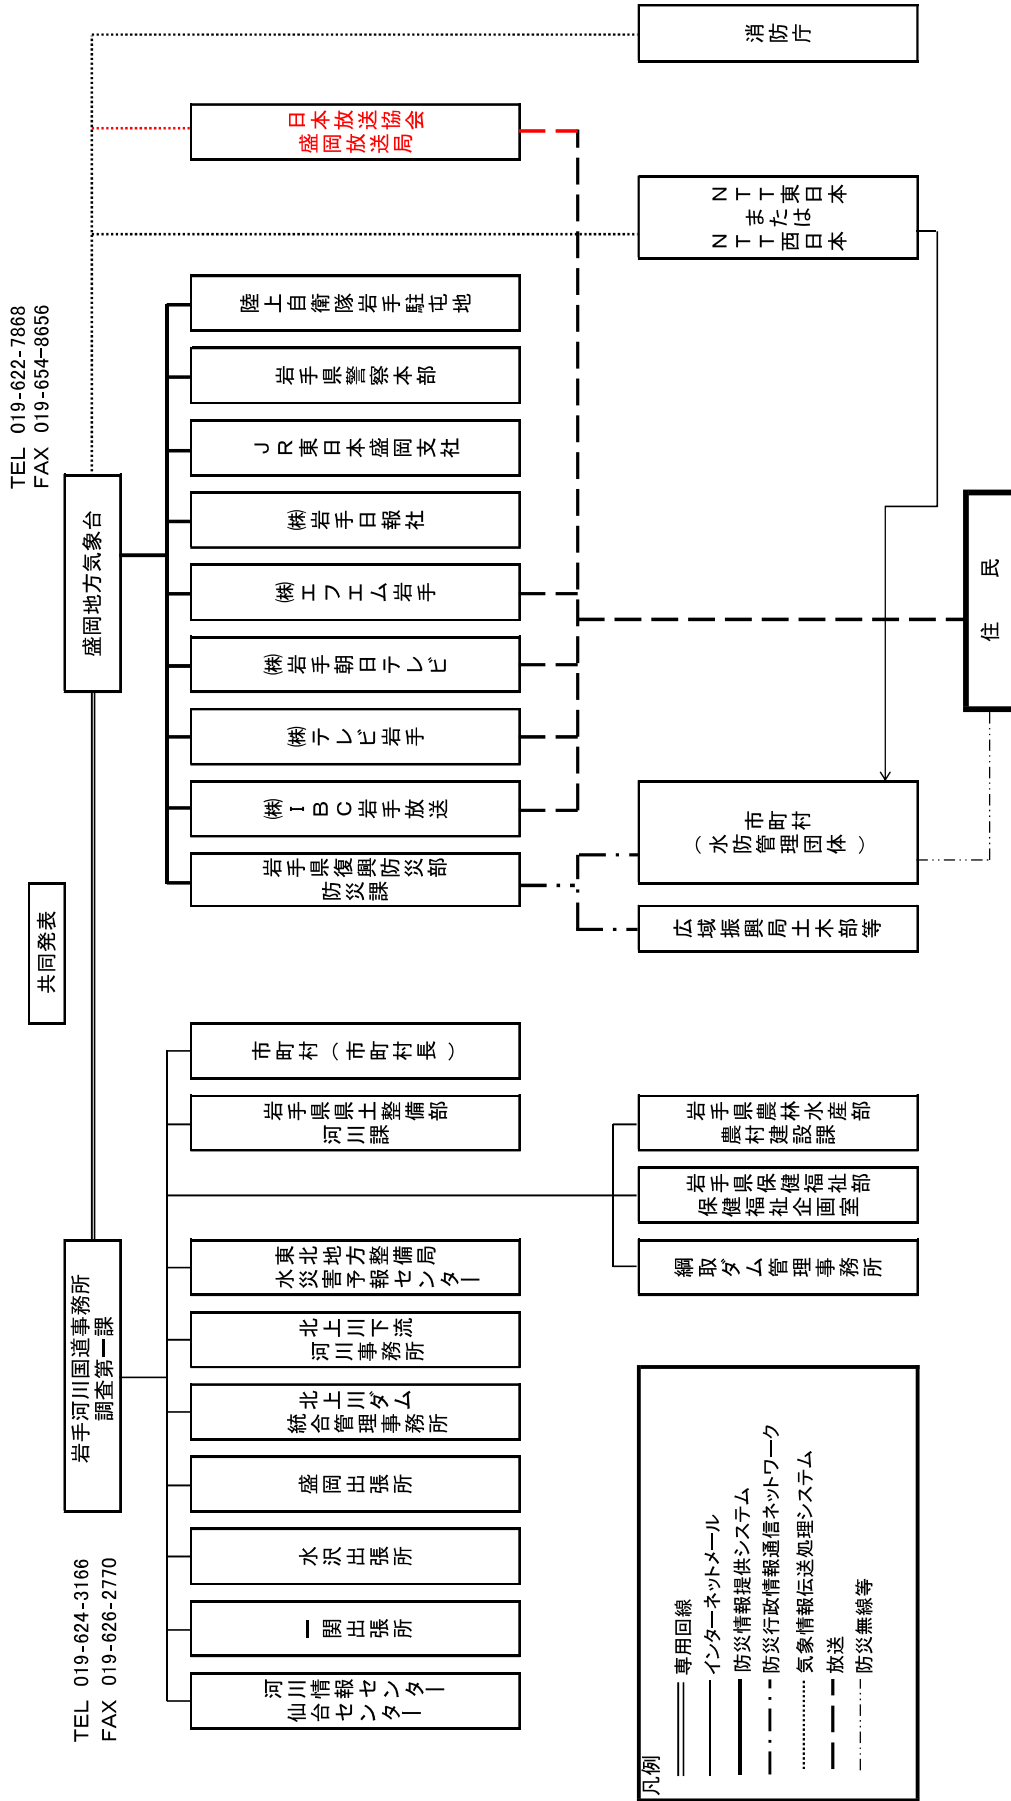 共同発表
岩手河川国道事務所
調査第一課
TEL 019-624-3166
FAX 019-626-2770
盛岡地方気象台
TEL 019-622-7868
FAX 019-654-8656
河川情報センター
仙台センター
一関出張所
水沢出張所
盛岡出張所
北上川ダム
統合管理事務所
北上川下流
河川事務所
東北地方整備局
水災害予報センター
岩手県県土整備部
河川課
市町村(市町村長)
岩手県復興防災部
防災課
㈱IBC岩手放送
㈱テレビ岩手
㈱岩手朝日テレビ
㈱エフエム岩手
㈱岩手日報社
JR東日本盛岡支社
岩手県警察本部
陸上自衛隊岩手駐屯地
日本放送協会
盛岡放送局
綱取ダム管理事務所
岩手県保健福祉部
保健福祉企画室
岩手県農林水産部
農村建設課
広域振興局土木部等
市町村
(水防管理団体)
NTT東日本
または
NTT西日本
消防庁
住民
凡例
専用回線
インターネットメール
防災情報提供システム
防災行政情報通信ネットワーク
気象情報伝送処理システム
放送
防災無線等